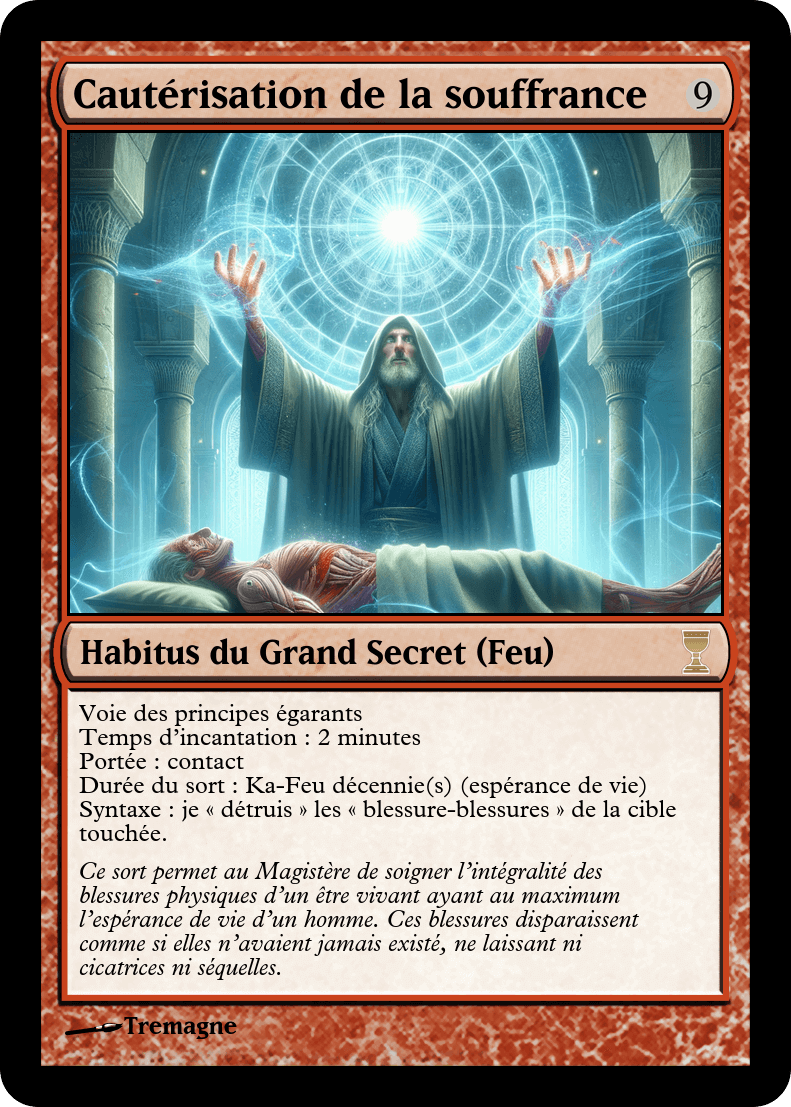 Cautérisation de la souffrance 9
Habitus du Grand Secret (Feu)
Voie des principes égarants
Temps d'incantation : 2 minutes
Portée : contact
Durée du sort : Ka-Feu décennie(s) (espérance de vie)
Syntaxe : je « détruis » les « blessure-blessures » de la cible
touchée.
Ce sort permet au Magistère de soigner l'intégralité des
blessures physiques d'un être vivant ayant au maximum
l'espérance de vie d'un homme. Ces blessures disparaissent
comme si elles n'avaient jamais existé, ne laissant ni
cicatrices ni séquelles.
Tremagne